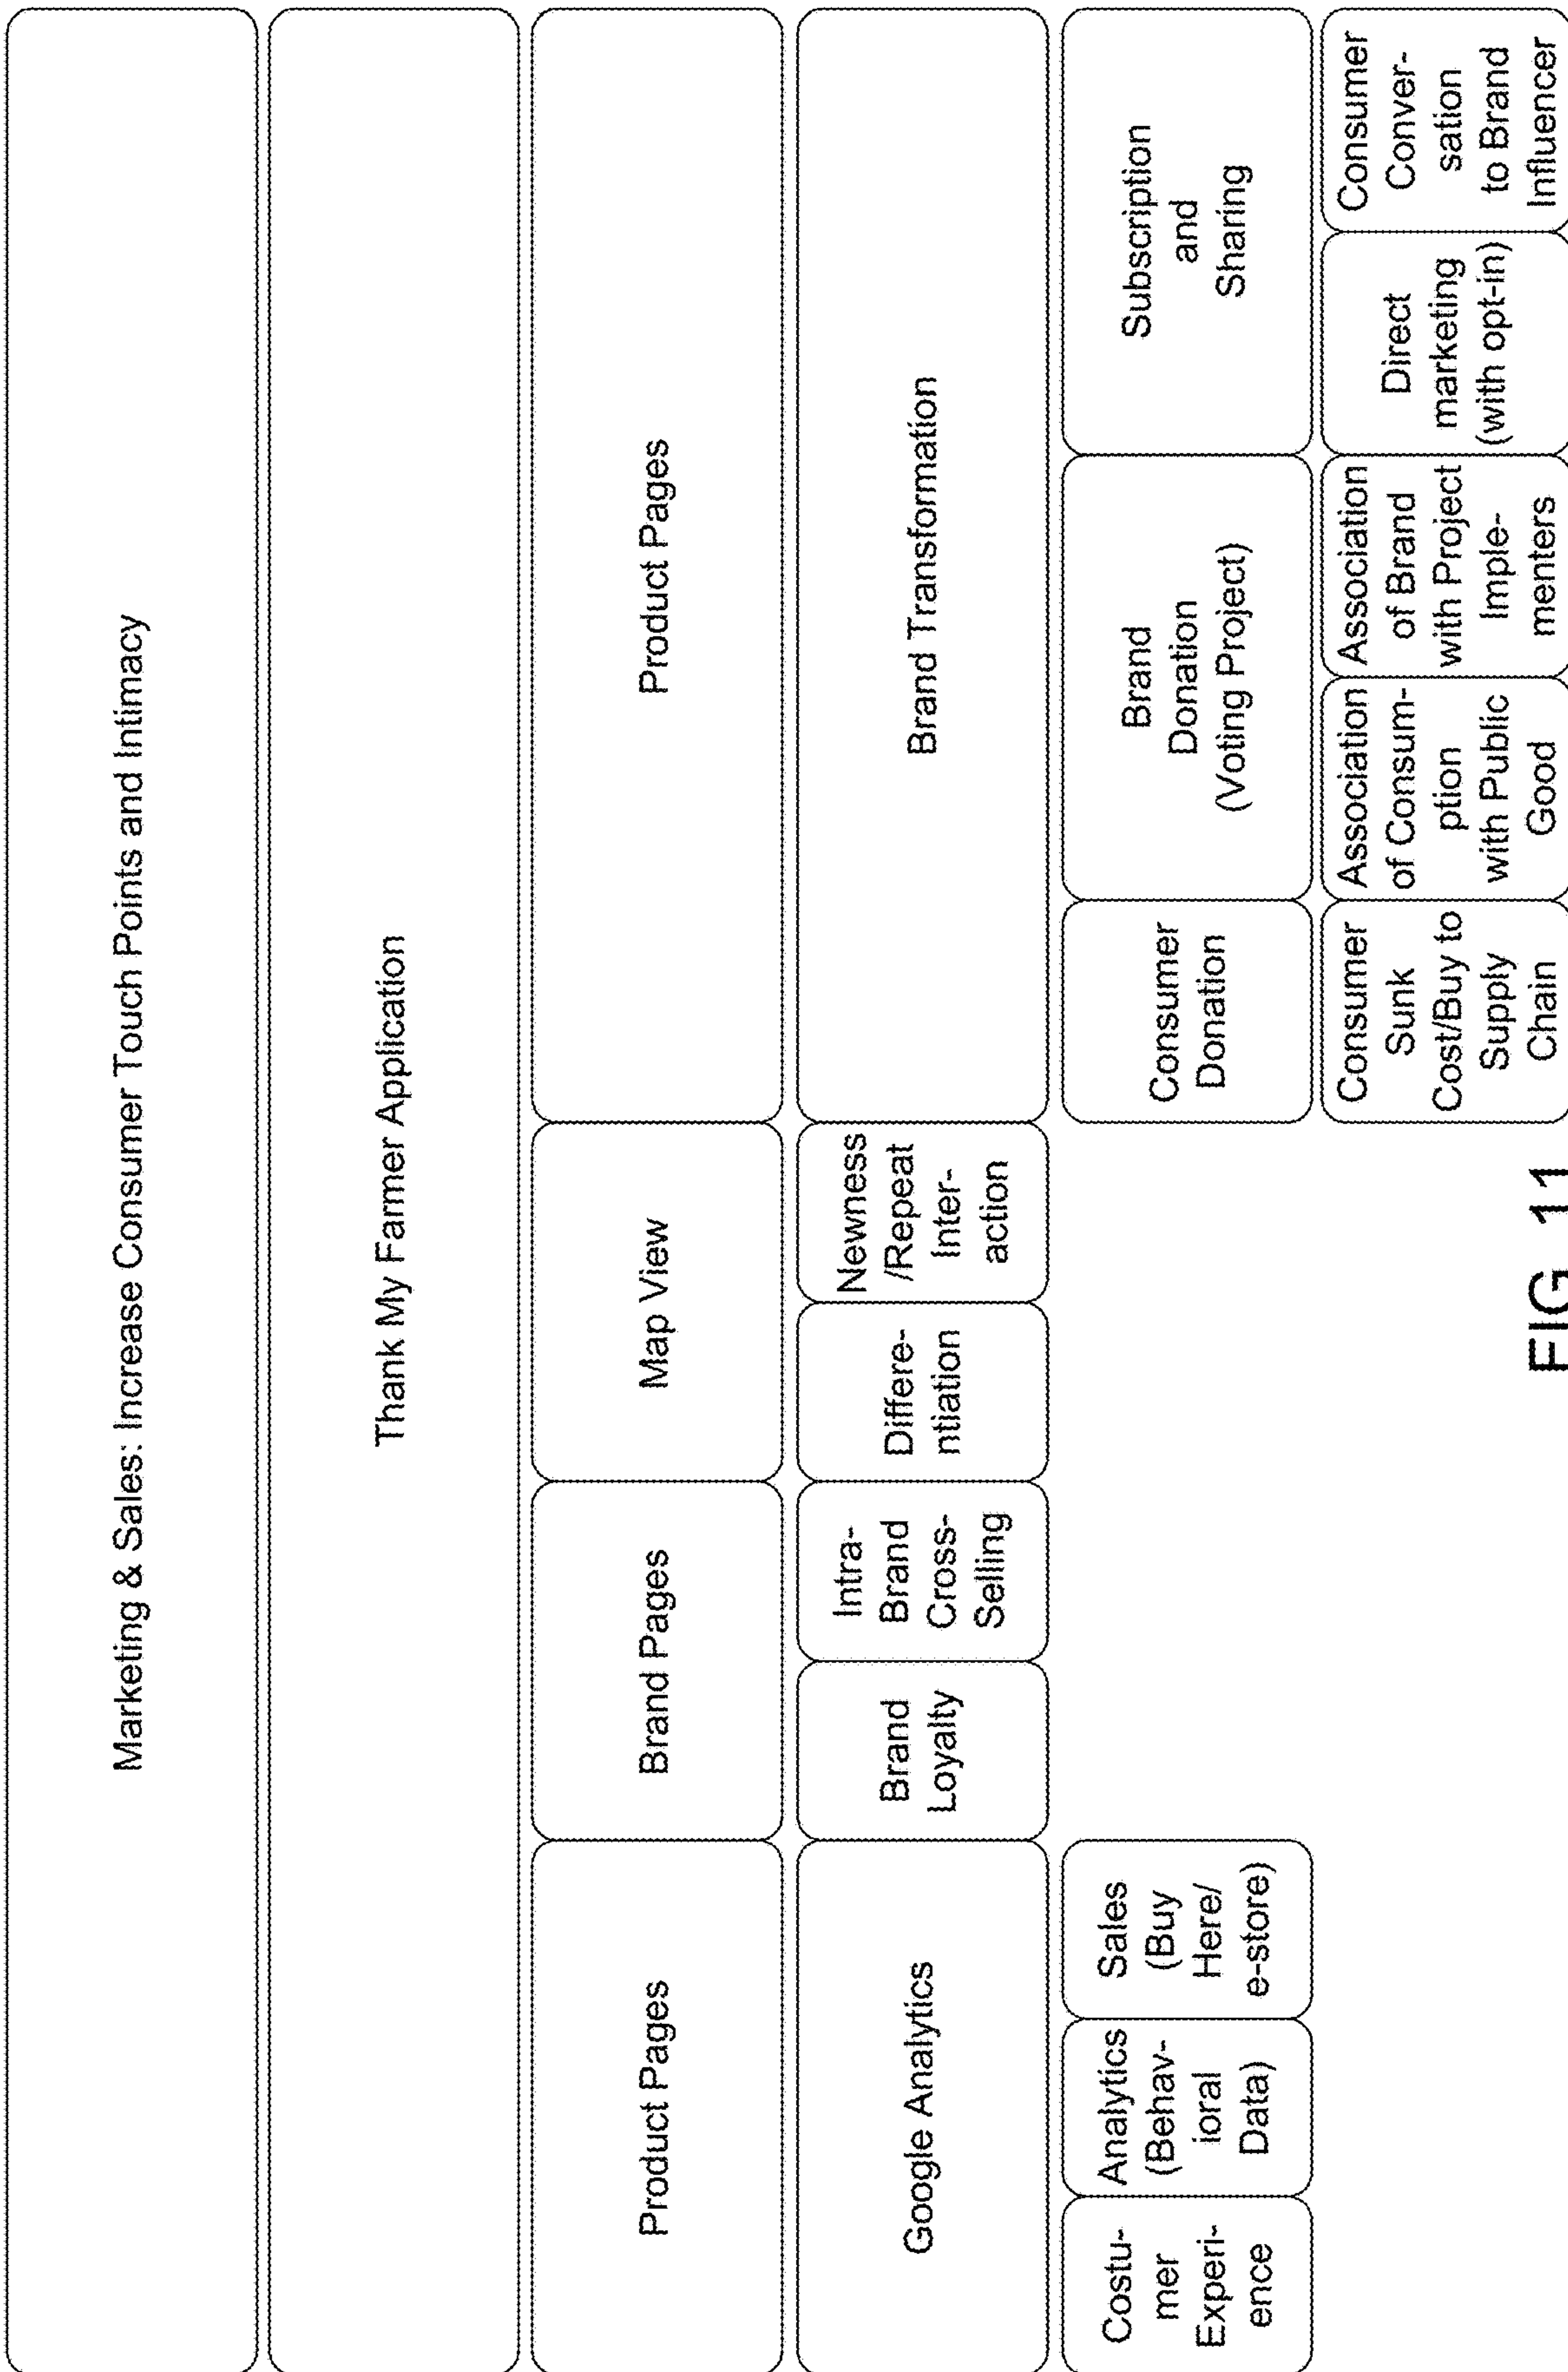 Marketing & Sales: Increase Consumer Touch Points and Intimacy
Thank My Farmer Application
Product Pages
Brand Pages
Map View
Product Pages
Google Analytics
Brand
Loyalty
Intra-
Brand
Cross-
Selling
Differe-
ntiation
Newness
/Repeat
Inter-
action
Brand Transformation
Costu-
mer
Experi-
ence
Analytics
(Behav-
ioral
Data)
Sales
(Buy
Here/
e-store)
Consumer
Donation
Brand
Donation
(Voting Project)
Subscription
and
Sharing
Consumer
Sunk
Cost/Buy to
Supply
Chain
Association
of Consum-
ption
with Public
Good
Association
of Brand
with Project
Imple-
menters
Direct
marketing
(with opt-in)
Consumer
Conver-
sation
to Brand
Influencer
FIG. 11